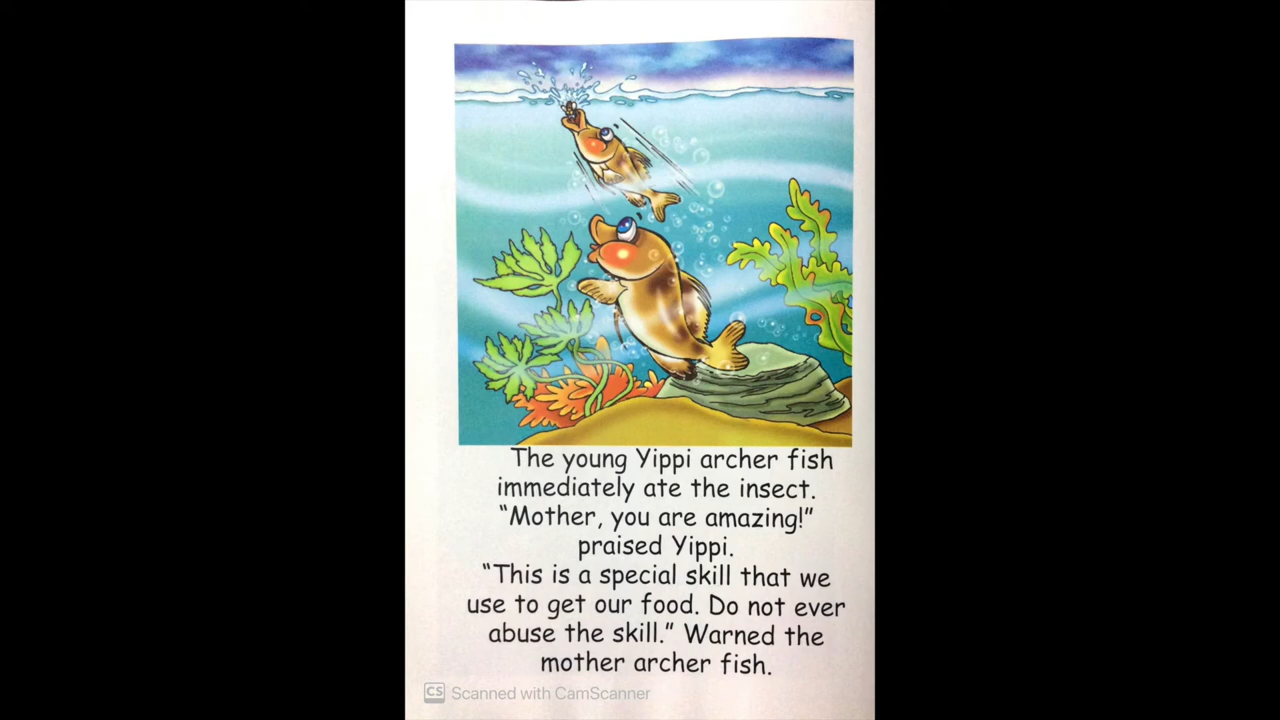 The young Yippi archer fish
immediately ate the insect.
“Mother, you are amazing!”
praised Yippi.
“This is a special skill that we
use to get our food. Do not ever
abuse the skill.” Warned the
mother archer fish.
CS Scanned with CamScanner